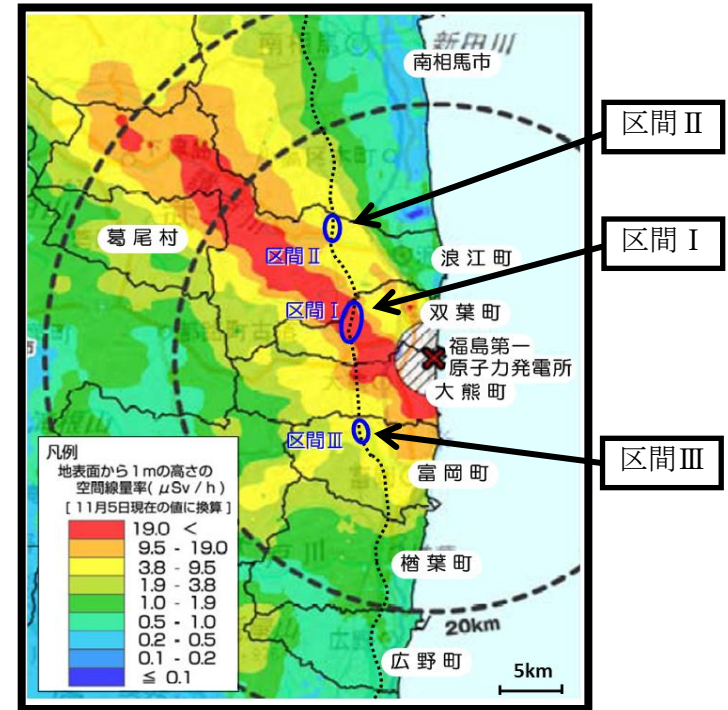 新田川
南相馬市
区間Ⅱ
葛尾村
区間Ⅱ
浪江町
区間Ⅰ
区間Ⅰ
双葉町
福島第一
原子力発電所
大熊町
区間Ⅲ
区間Ⅲ
富岡町
凡例
地表面から1mの高さの
空間線量率(μSv/h)
[11月5日現在の値に換算]
19.0 <
9.5 - 19.0
3.8 - 9.5
1.9 - 3.8
1.0 - 1.9
0.5 - 1.0
0.2 - 0.5
0.1 - 0.2
≦ 0.1
楢葉町
20km
広野町
5km